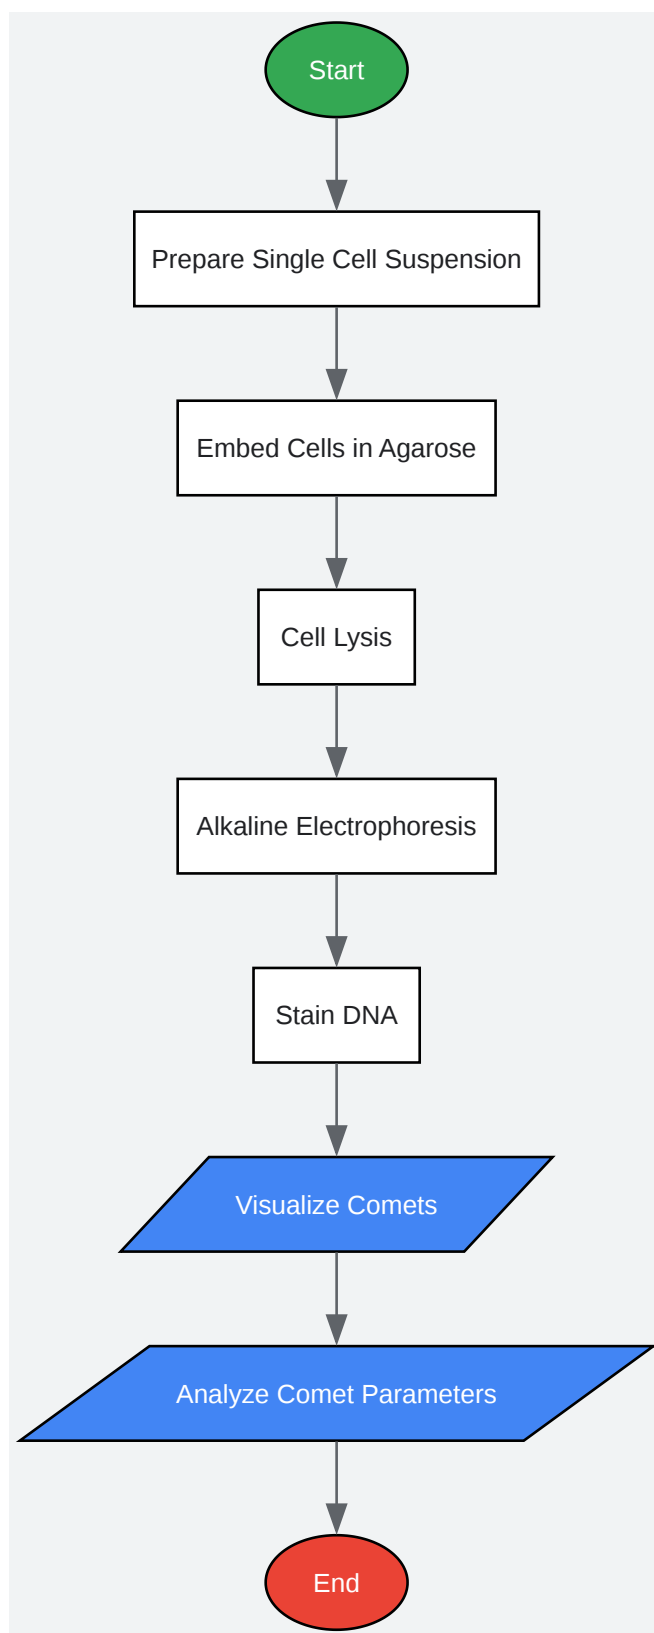 Start
Prepare Single Cell Suspension
Embed Cells in Agarose
Cell Lysis
Alkaline Electrophoresis
Stain DNA
Visualize Comets
Analyze Comet Parameters
End